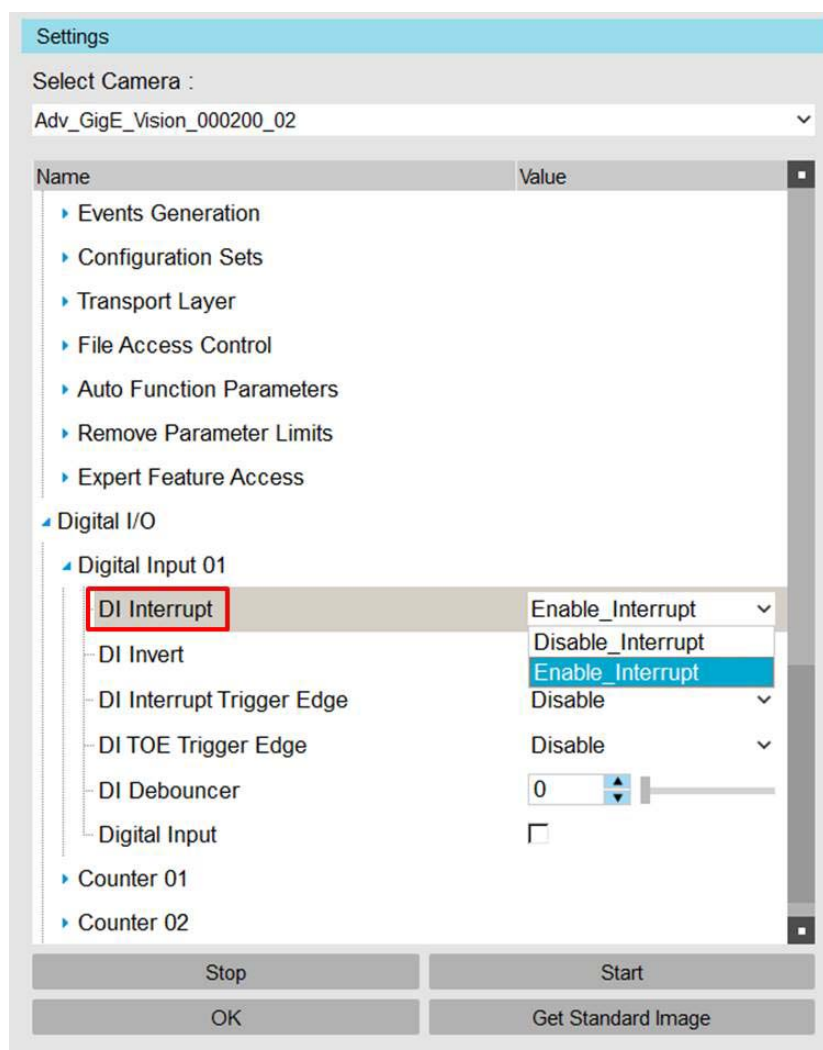 Settings
Select Camera :
Adv_GigE_Vision_000200_02
Name Value
Events Generation
Configuration Sets
Transport Layer
File Access Control
Auto Function Parameters
Remove Parameter Limits
Expert Feature Access
Digital I/O
Digital Input 01
DI Interrupt Enable_Interrupt
Disable_Interrupt
DI Invert
Enable_Interrupt
DI Interrupt Trigger Edge Disable
DI TOE Trigger Edge Disable
DI Debouncer 0
Digital Input
Counter 01
Counter 02
Stop Start
OK Get Standard Image